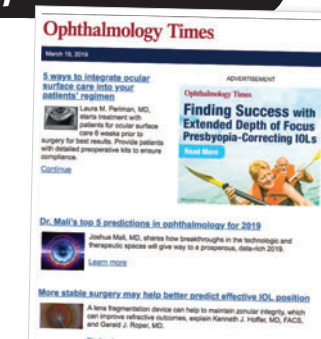 Ophthalmology Times
March 19, 2019
5 ways to integrate ocular
surface care into your
patients' regimen
Laura M. Periman, MD,
starts treatment with
patients for ocular surface
care 6 weeks prior to
surgery for best results. Provide patients
with detailed preoperative kits to ensure
compliance.
Continue
ADVERTISEMENT
Ophthalmology Times
Finding Success with
Extended Depth of Focus
Presbyopia-Correcting IOLs
Read More
Dr. Mali's top 5 predictions in ophthalmology for 2019
Joshua Mali, MD, shares how breakthroughs in the technologic and
therapeutic spaces will give way to a prosperous, data-rich 2019.
Learn more
More stable surgery may help better predict effective IOL position
A lens fragmentation device can help to maintain zonular integrity, which
can improve refractive outcomes, explain Kenneth J. Hoffer, MD, FACS,
and Gerald J. Roper, MD.